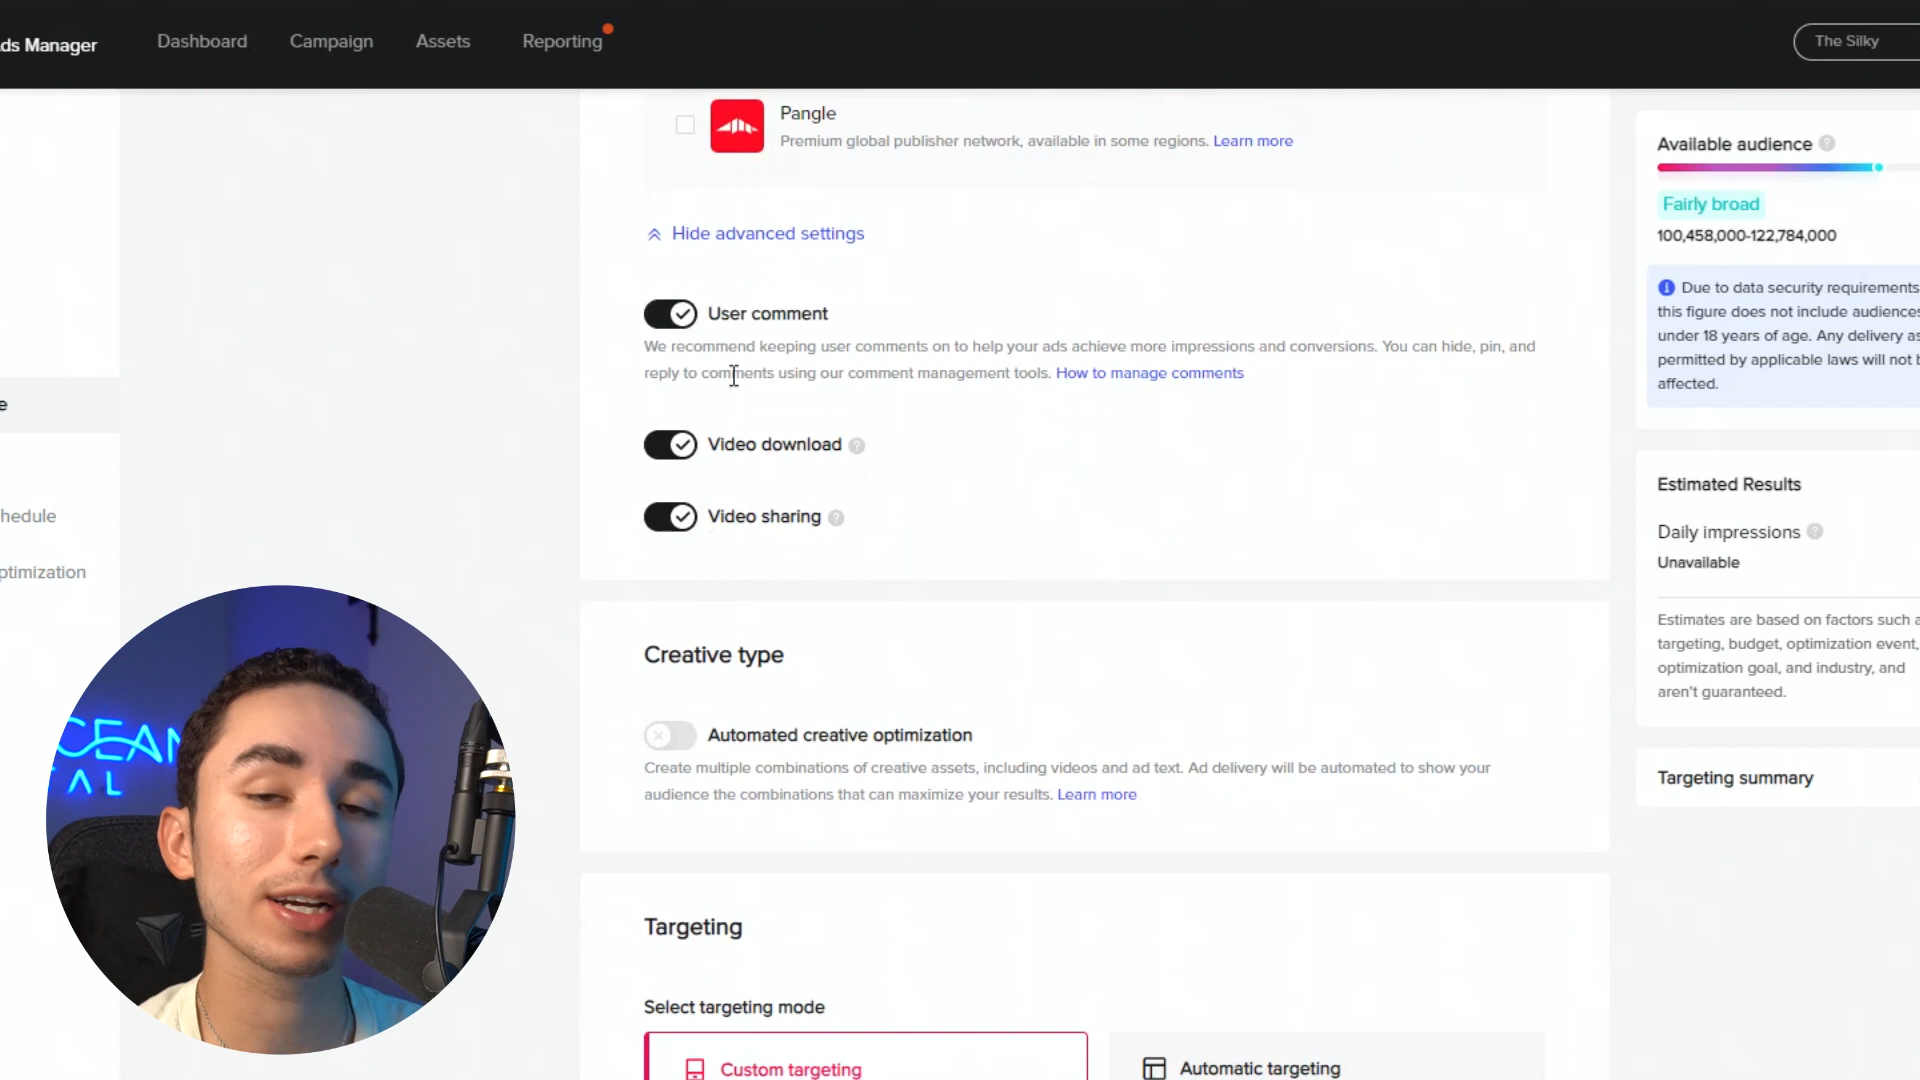 ds Manager
Dashboard
Campaign
Assets
Reporting
The Silky
Pangle
Premium global publisher network, available in some regions. Learn more
Hide advanced settings
User comment
We recommend keeping user comments on to help your ads achieve more impressions and conversions. You can hide, pin, and
reply to comments using our comment management tools. How to manage comments
Video download
Video sharing
Creative type
Automated creative optimization
Create multiple combinations of creative assets, including videos and ad text. Ad delivery will be automated to show your
audience the combinations that can maximize your results. Learn more
Targeting
Select targeting mode
Custom targeting
Automatic targeting
e
hedule
ptimization
CEAN
AL
Available audience
Fairly broad
100,458,000-122,784,000
Due to data security requirements
this figure does not include audiences
under 18 years of age. Any delivery as
permitted by applicable laws will not b
affected.
Estimated Results
Daily impressions
Unavailable
Estimates are based on factors such a
targeting, budget, optimization event,
optimization goal, and industry, and
aren't guaranteed.
Targeting summary